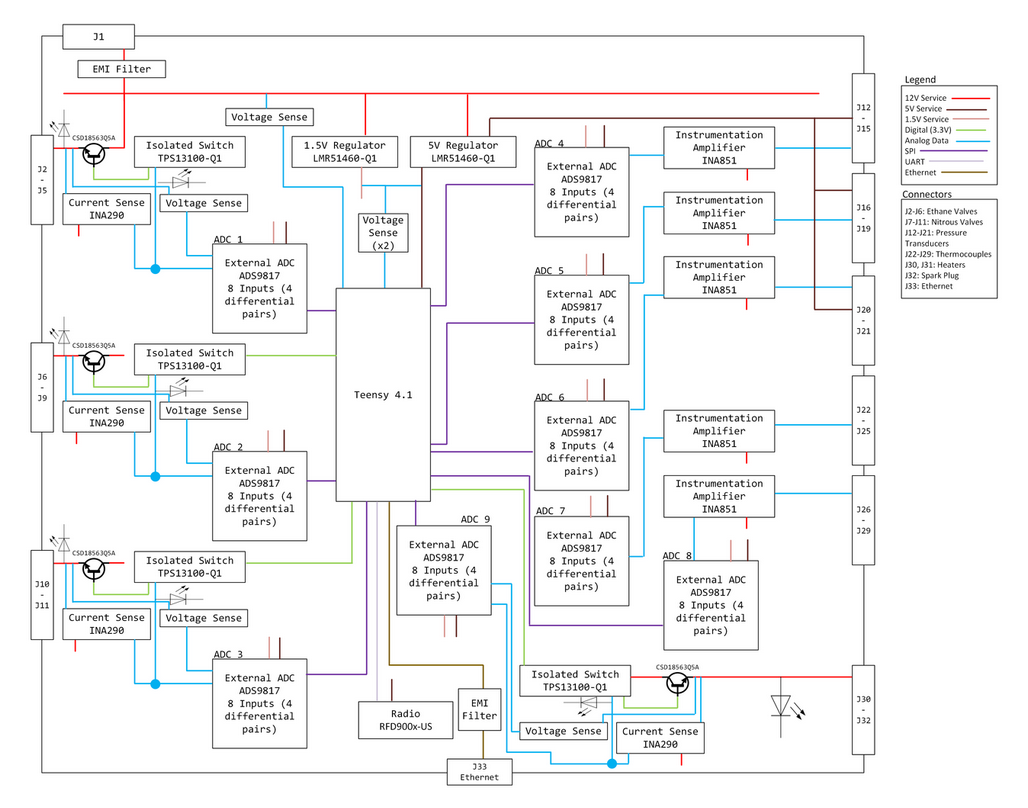 J1
EMI Filter
Voltage Sense
1.5V Regulator
LMR51460-Q1
5V Regulator
LMR51460-Q1
Voltage
Sense
(x2)
J2
-
J5
CSD18563Q5A
Isolated Switch
TPS13100-Q1
Current Sense
INA290
Voltage Sense
ADC 1
External ADC
ADS9817
8 Inputs (4
differential
pairs)
J6
-
J9
CSD18563Q5A
Isolated Switch
TPS13100-Q1
Current Sense
INA290
Voltage Sense
ADC 2
External ADC
ADS9817
8 Inputs (4
differential
pairs)
J10
-
J11
CSD18563Q5A
Isolated Switch
TPS13100-Q1
Current Sense
INA290
Voltage Sense
ADC 3
External ADC
ADS9817
8 Inputs (4
differential
pairs)
Teensy 4.1
ADC 9
External ADC
ADS9817
8 Inputs (4
differential
pairs)
Radio
RFD900x-US
EMI
Filter
J33
Ethernet
ADC 4
External ADC
ADS9817
8 Inputs (4
differential
pairs)
ADC 5
External ADC
ADS9817
8 Inputs (4
differential
pairs)
ADC 6
External ADC
ADS9817
8 Inputs (4
differential
pairs)
ADC 7
External ADC
ADS9817
8 Inputs (4
differential
pairs)
Instrumentation
Amplifier
INA851
Instrumentation
Amplifier
INA851
Instrumentation
Amplifier
INA851
Instrumentation
Amplifier
INA851
Instrumentation
Amplifier
INA851
ADC 8
External ADC
ADS9817
8 Inputs (4
differential
pairs)
Isolated Switch
TPS13100-Q1
CSD18563Q5A
Voltage Sense
Current Sense
INA290
J12
-
J15
J16
-
J19
J20
-
J21
J22
-
J25
J26
-
J29
J30
-
J32
Legend
12V Service
5V Service
1.5V Service
Digital (3.3V)
Analog Data
SPI
UART
Ethernet
Connectors
J2-J6: Ethane Valves
J7-J11: Nitrous Valves
J12-J21: Pressure
Transducers
J22-J29: Thermocouples
J30, J31: Heaters
J32: Spark Plug
J33: Ethernet